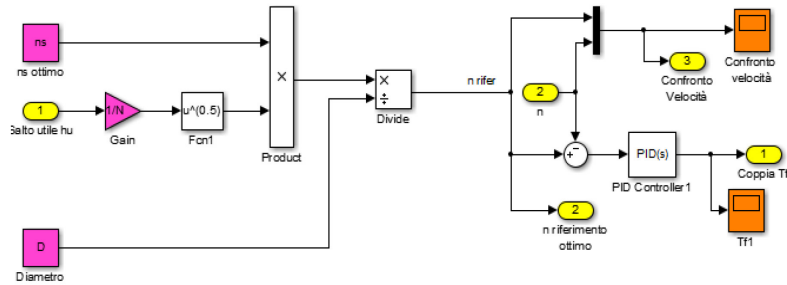 ns
ns ottimo
1
Salto utile hu
1/N
Gain
u^(0.5)
Fcn1
×
Product
×
÷
Divide
n rifer
2
n
3
Confronto
Velocità
Confronto
velocità
+
−
PID(s)
PID Controller1
1
Coppia Tf
Tf1
2
n riferimento
ottimo
D
Diametro